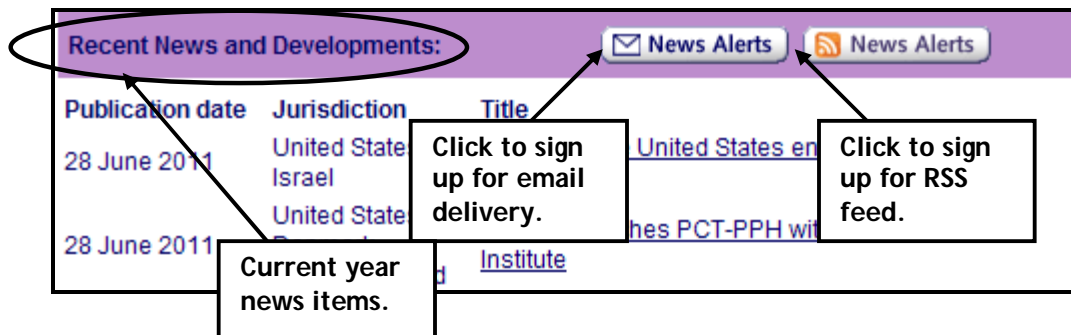 Recent News and Developments: News Alerts News Alerts
Publication date Jurisdiction Title
28 June 2011 United States United States en
Israel
Click to sign
up for email
delivery.
Click to sign
up for RSS
feed.
28 June 2011 United States hes PCT-PPH wit
Institute
Current year
news items.